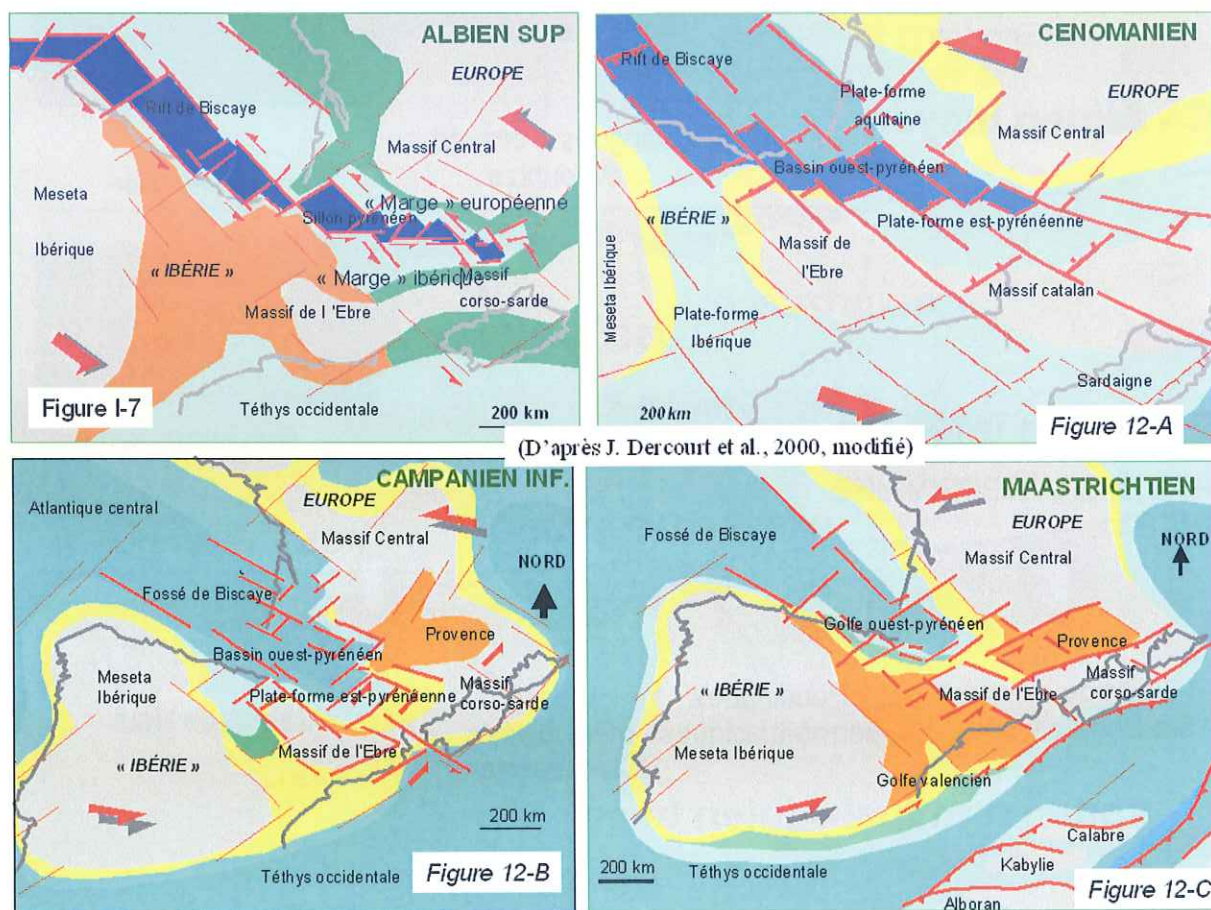 ALBIEN SUP
EUROPE
Rift de Biscaye
Massif Central
Meseta
Ibérique
« Marge » européenne
Sillon pyrénéen
« IBÉRIE »
« Marge » ibérique
Massif
corso-sarde
Massif de l 'Ebre
Figure I-7
Téthys occidentale
200 km
CENOMANIEN
Rift de Biscaye
Plate-forme
aquitaine
EUROPE
Massif Central
Bassin ouest-pyrénéen
« IBÉRIE »
Plate-forme est-pyrénéenne
Massif de
l'Ebre
Meseta Ibérique
Massif catalan
Plate-forme
Ibérique
Sardaigne
200 km
Figure 12-A
(D'après J. Dercourt et al., 2000, modifié)
CAMPANIEN INF.
EUROPE
Atlantique central
Massif Central
NORD
Fossé de Biscaye
Provence
Bassin ouest-pyrénéen
Meseta
Ibérique
Plate-forme est-pyrénéenne
Massif
corso-sarde
Massif de l'Ebre
« IBÉRIE »
200 km
Téthys occidentale
Figure 12-B
MAASTRICHTIEN
EUROPE
Fossé de Biscaye
Massif Central
NORD
Golfe ouest-pyrénéen
Provence
Massif
corso-sarde
« IBÉRIE »
Massif de l'Ebre
Meseta Ibérique
Golfe valencien
Calabre
200 km
Kabylie
Téthys occidentale
Alboran
Figure 12-C